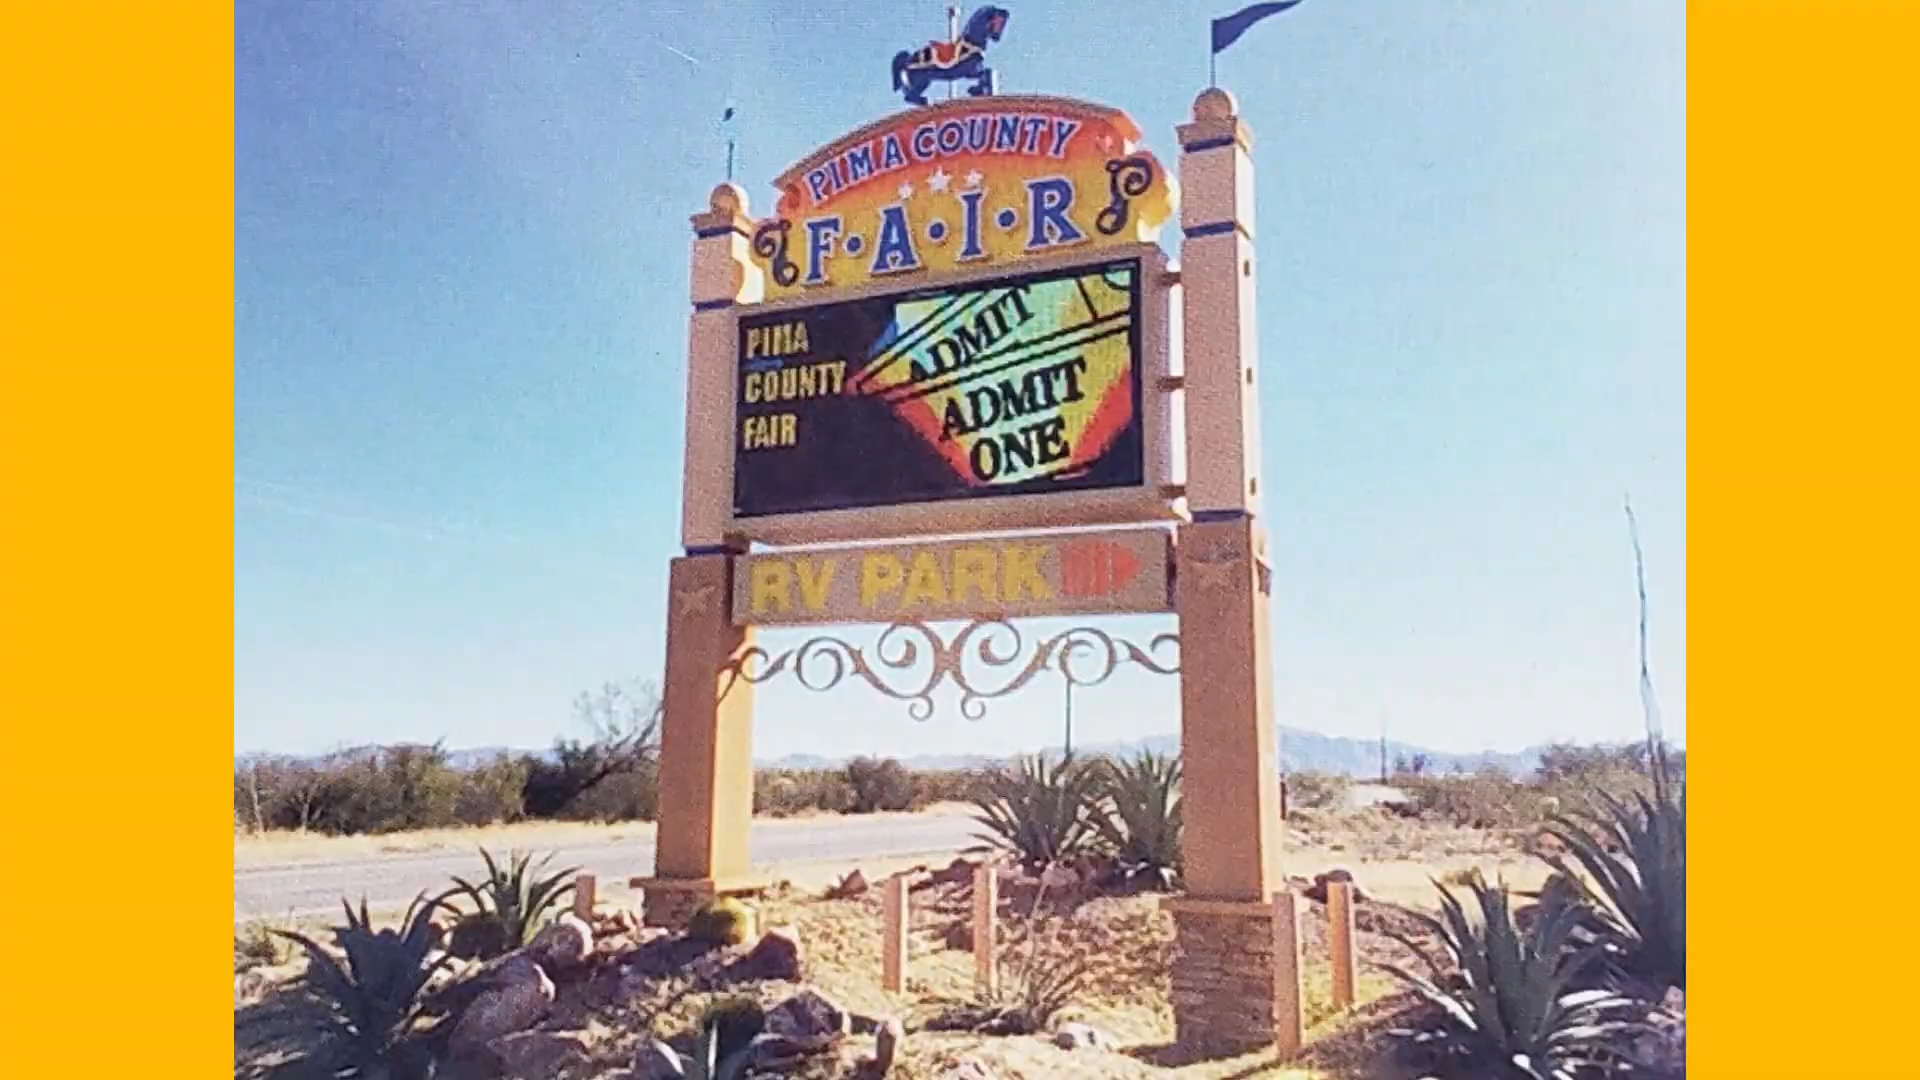 PIMA COUNTY
F•A•I•R
PIMA
COUNTY
FAIR
ADMIT
ADMIT
ONE
RV PARK